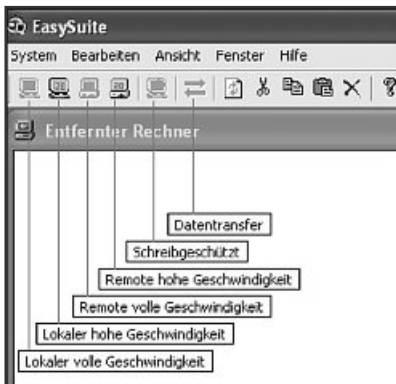 EasySuite
System Bearbeiten Ansicht Fenster Hilfe
Entfernter Rechner
Datentransfer
Schreibgeschützt
Remote hohe Geschwindigkeit
Remote volle Geschwindigkeit
Lokaler hohe Geschwindigkeit
Lokaler volle Geschwindigkeit